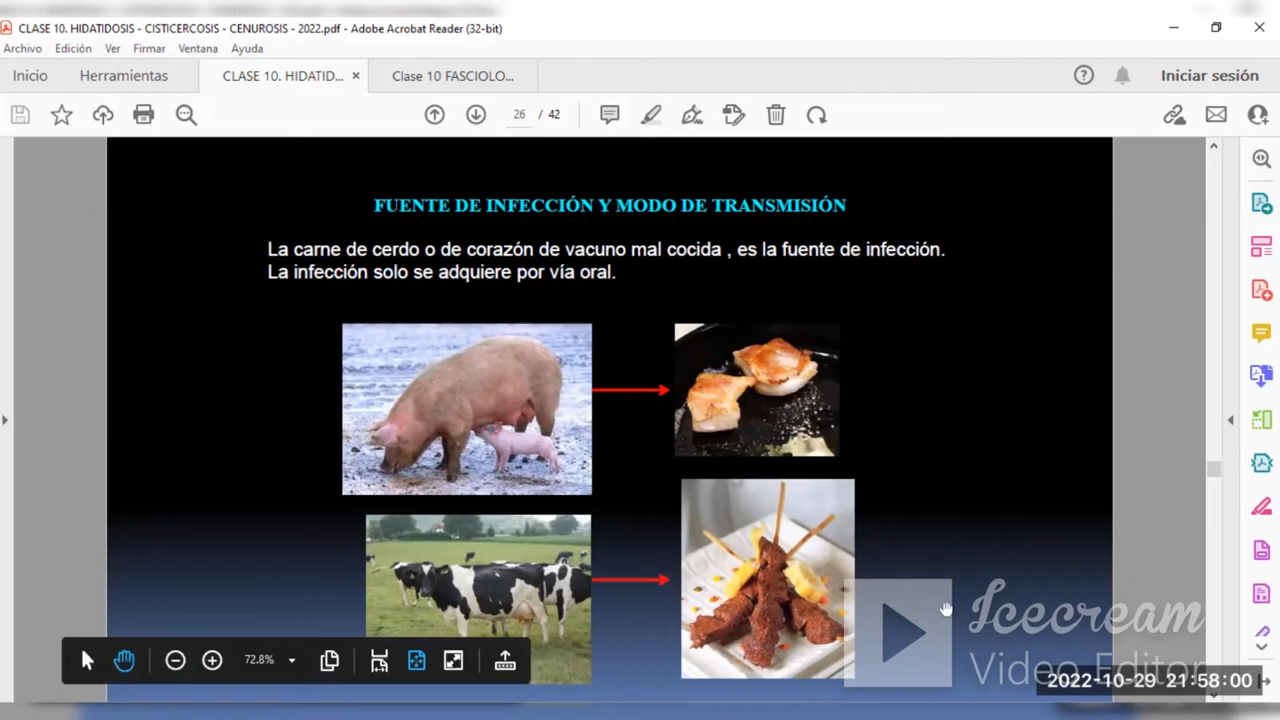 CLASE 10. HIDATIDOSIS - CISTICERCOSIS - CENUROSIS - 2022.pdf - Adobe Acrobat Reader (32-bit)
Archivo Edición Ver Firmar Ventana Ayuda
Inicio Herramientas CLASE 10. HIDATID... × Clase 10 FASCIOLO... Iniciar sesión
26 / 42
FUENTE DE INFECCIÓN Y MODO DE TRANSMISIÓN
La carne de cerdo o de corazón de vacuno mal cocida , es la fuente de infección.
La infección solo se adquiere por vía oral.
Icecream
Video Editor
72.8%
2022-10-29 21:58:00